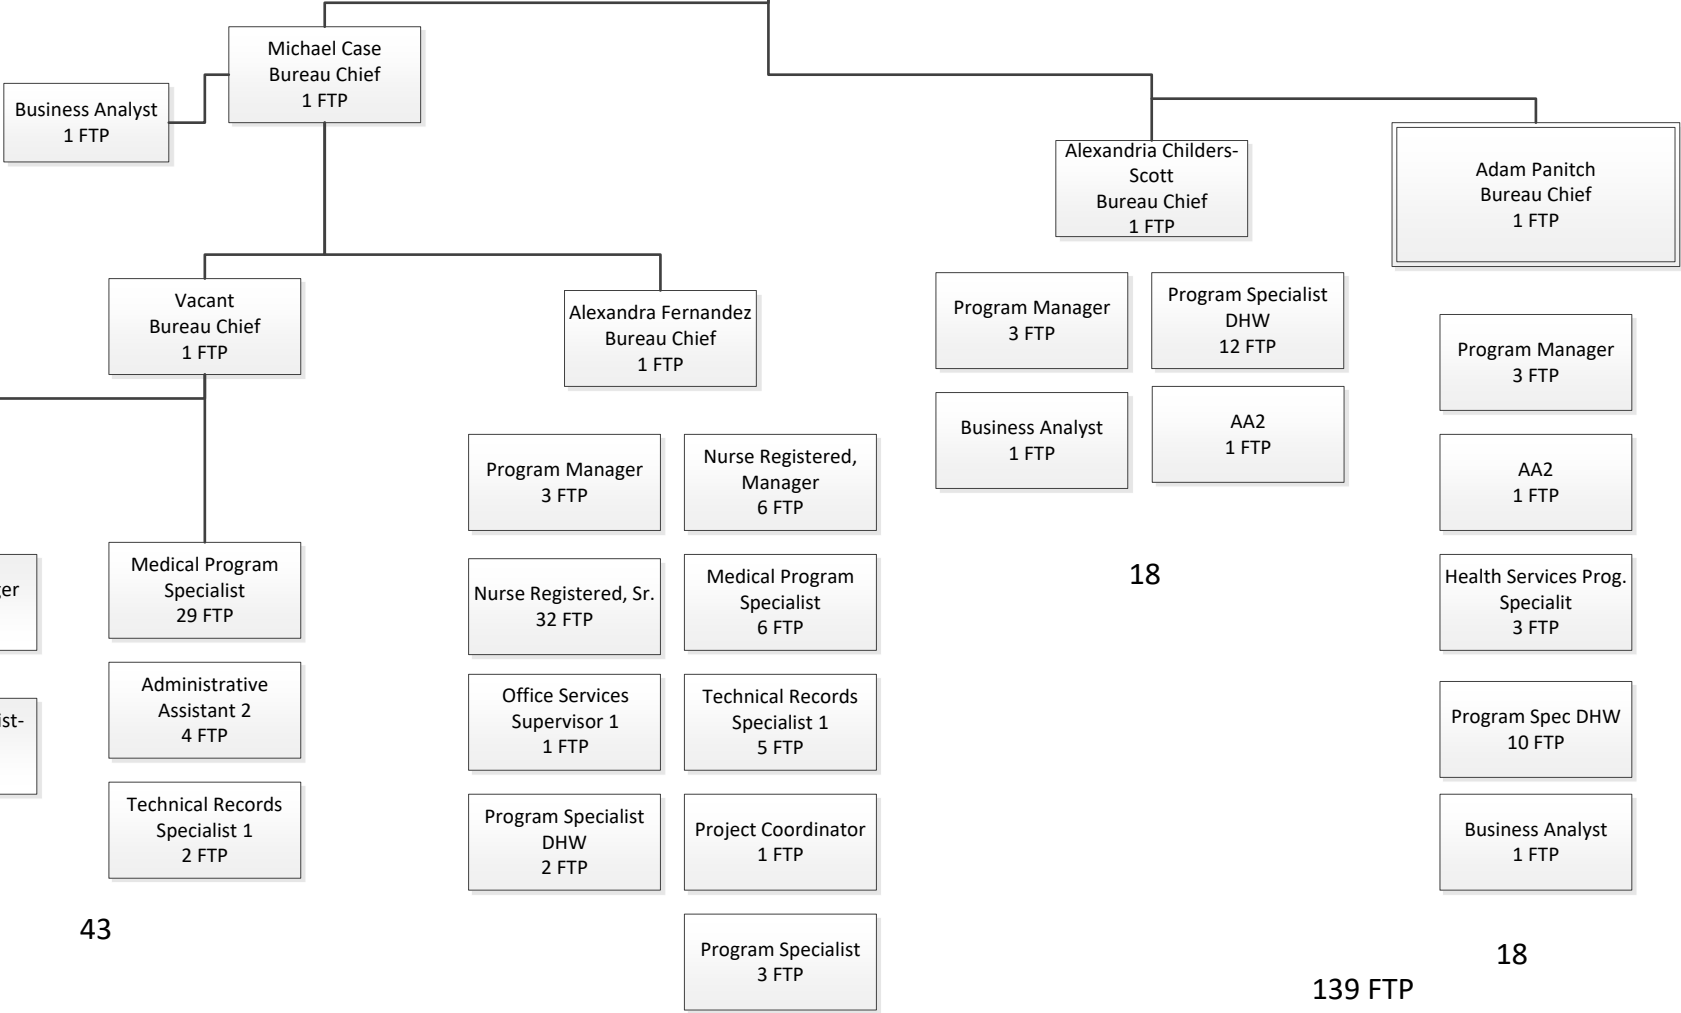 Michael Case
Bureau Chief
1 FTP
Business Analyst
1 FTP
Alexandria Childers-
Scott
Bureau Chief
1 FTP
Adam Panitch
Bureau Chief
1 FTP
Vacant
Bureau Chief
1 FTP
Alexandra Fernandez
Bureau Chief
1 FTP
Program Manager
3 FTP
Program Specialist
DHW
12 FTP
Business Analyst
1 FTP
AA2
1 FTP
18
Program Manager
3 FTP
AA2
1 FTP
Health Services Prog.
Specialit
3 FTP
Program Spec DHW
10 FTP
Business Analyst
1 FTP
18
er
ist-
Medical Program
Specialist
29 FTP
Administrative
Assistant 2
4 FTP
Technical Records
Specialist 1
2 FTP
43
Program Manager
3 FTP
Nurse Registered,
Manager
6 FTP
Nurse Registered, Sr.
32 FTP
Medical Program
Specialist
6 FTP
Office Services
Supervisor 1
1 FTP
Technical Records
Specialist 1
5 FTP
Program Specialist
DHW
2 FTP
Project Coordinator
1 FTP
Program Specialist
3 FTP
139 FTP